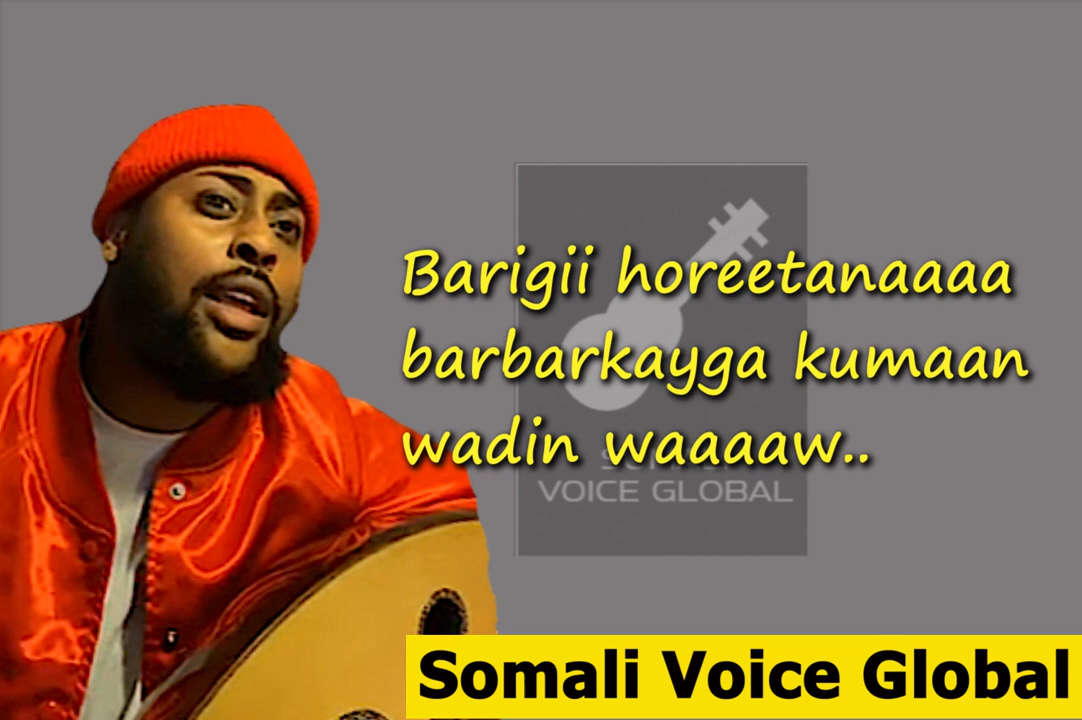 Barigii horeetanaaaa
barbarkayga kumaan
wadin waaaaw..
VOICE GLOBAL
Somali Voice Global